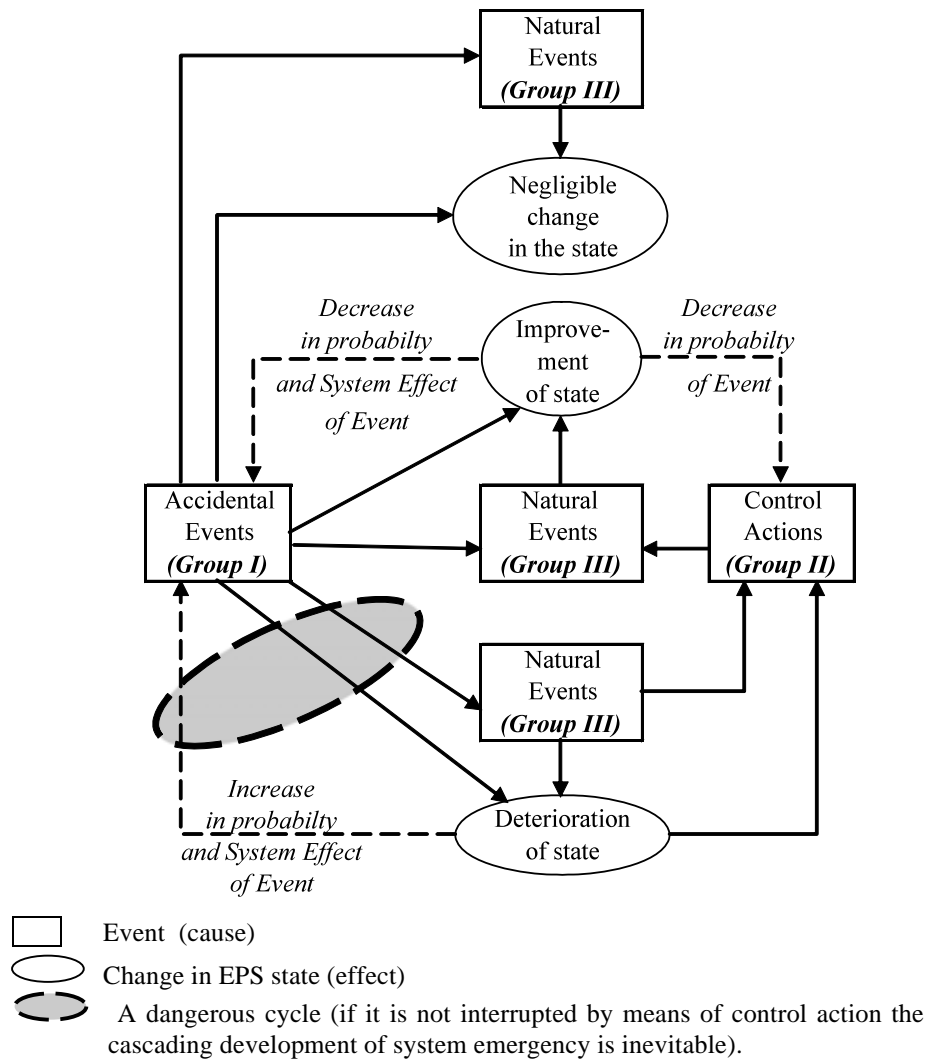 Natural
Events
(Group III)
Negligible
change
in the state
Decrease
in probabilty
and System Effect
of Event
Improve-
ment
of state
Decrease
in probabilty
of Event
Accidental
Events
(Group I)
Natural
Events
(Group III)
Control
Actions
(Group II)
Natural
Events
(Group III)
Increase
in probabilty
and System Effect
of Event
Deterioration
of state
Event (cause)
Change in EPS state (effect)
A dangerous cycle (if it is not interrupted by means of control action the
cascading development of system emergency is inevitable).